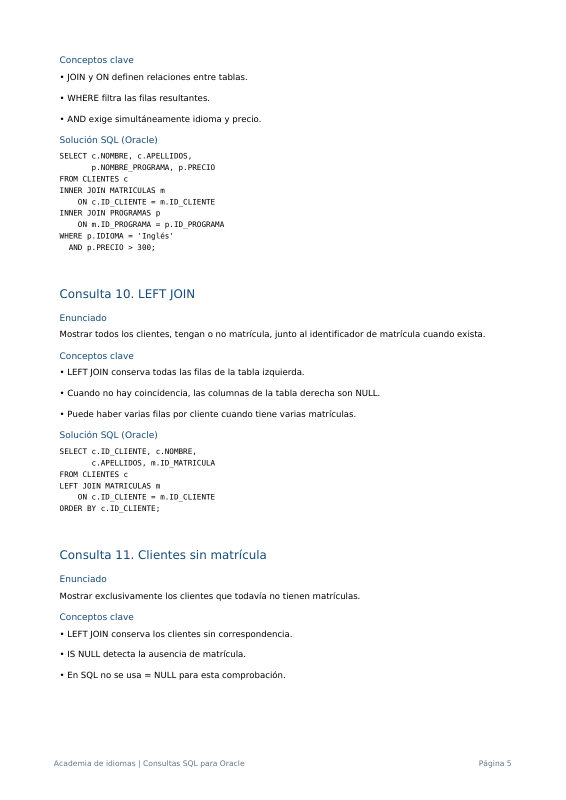 Conceptos clave
• JOIN y ON definen relaciones entre tablas.
• WHERE filtra las filas resultantes.
• AND exige simultáneamente idioma y precio.
Solución SQL (Oracle)
SELECT c.NOMBRE, c.APELLIDOS,
       p.NOMBRE_PROGRAMA, p.PRECIO
FROM CLIENTES c
INNER JOIN MATRICULAS m
    ON c.ID_CLIENTE = m.ID_CLIENTE
INNER JOIN PROGRAMAS p
    ON m.ID_PROGRAMA = p.ID_PROGRAMA
WHERE p.IDIOMA = 'Inglés'
  AND p.PRECIO > 300;
Consulta 10. LEFT JOIN
Enunciado
Mostrar todos los clientes, tengan o no matrícula, junto al identificador de matrícula cuando exista.
Conceptos clave
• LEFT JOIN conserva todas las filas de la tabla izquierda.
• Cuando no hay coincidencia, las columnas de la tabla derecha son NULL.
• Puede haber varias filas por cliente cuando tiene varias matrículas.
Solución SQL (Oracle)
SELECT c.ID_CLIENTE, c.NOMBRE,
       c.APELLIDOS, m.ID_MATRICULA
FROM CLIENTES c
LEFT JOIN MATRICULAS m
    ON c.ID_CLIENTE = m.ID_CLIENTE
ORDER BY c.ID_CLIENTE;
Consulta 11. Clientes sin matrícula
Enunciado
Mostrar exclusivamente los clientes que todavía no tienen matrículas.
Conceptos clave
• LEFT JOIN conserva los clientes sin correspondencia.
• IS NULL detecta la ausencia de matrícula.
• En SQL no se usa = NULL para esta comprobación.
Academia de idiomas | Consultas SQL para Oracle
Página 5